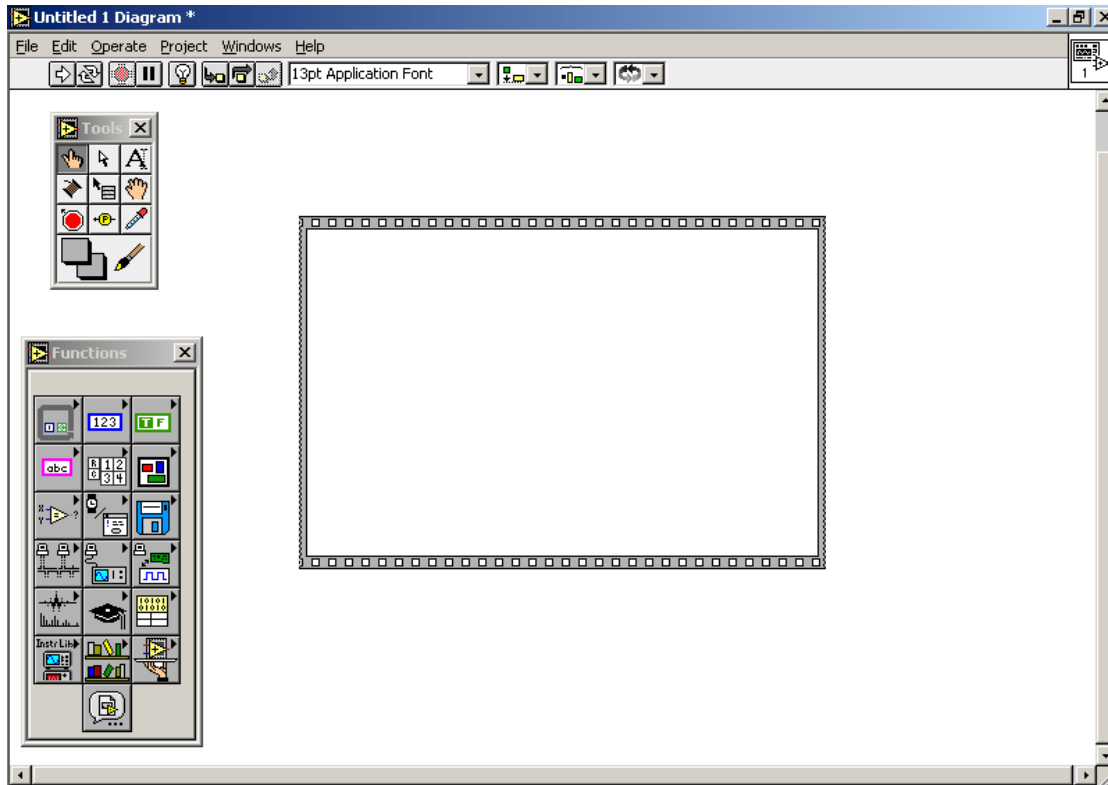 Untitled 1 Diagram *
File Edit Operate Project Windows Help
13pt Application Font
1
Tools
A
P
Functions
123
T F
abc
R 1 2
C 3 4
X
Y ?
Instr Lib